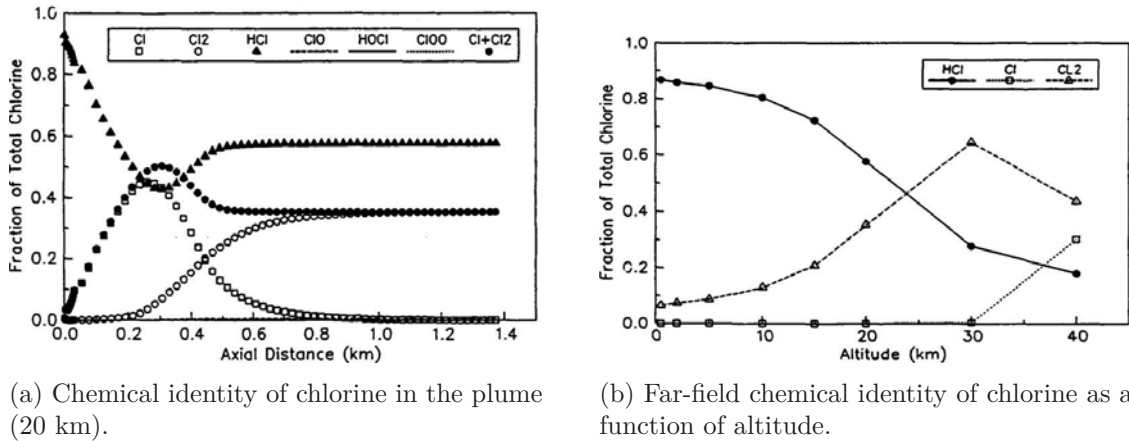 1.0
Cl Cl2 HCl ClO HOCl ClOO Cl+Cl2
0.8
0.6
0.4
0.2
0.0
Fraction of Total Chlorine
0.0 0.2 0.4 0.6 0.8 1.0 1.2 1.4
Axial Distance (km)
(a) Chemical identity of chlorine in the plume
(20 km).
1.0
HCl Cl CL2
0.8
0.6
0.4
0.2
0.0
Fraction of Total Chlorine
0 10 20 30 40
Altitude (km)
(b) Far-field chemical identity of chlorine as a
function of altitude.